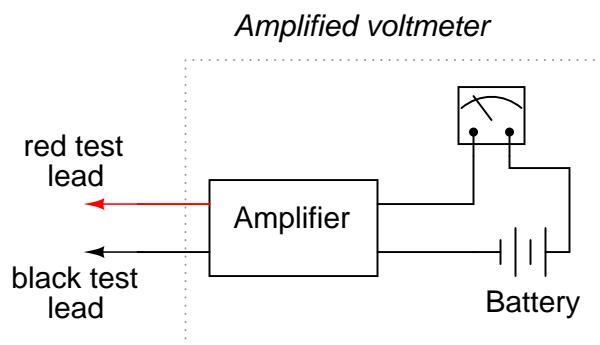 Amplified voltmeter
red test
lead
Amplifier
black test
lead
Battery